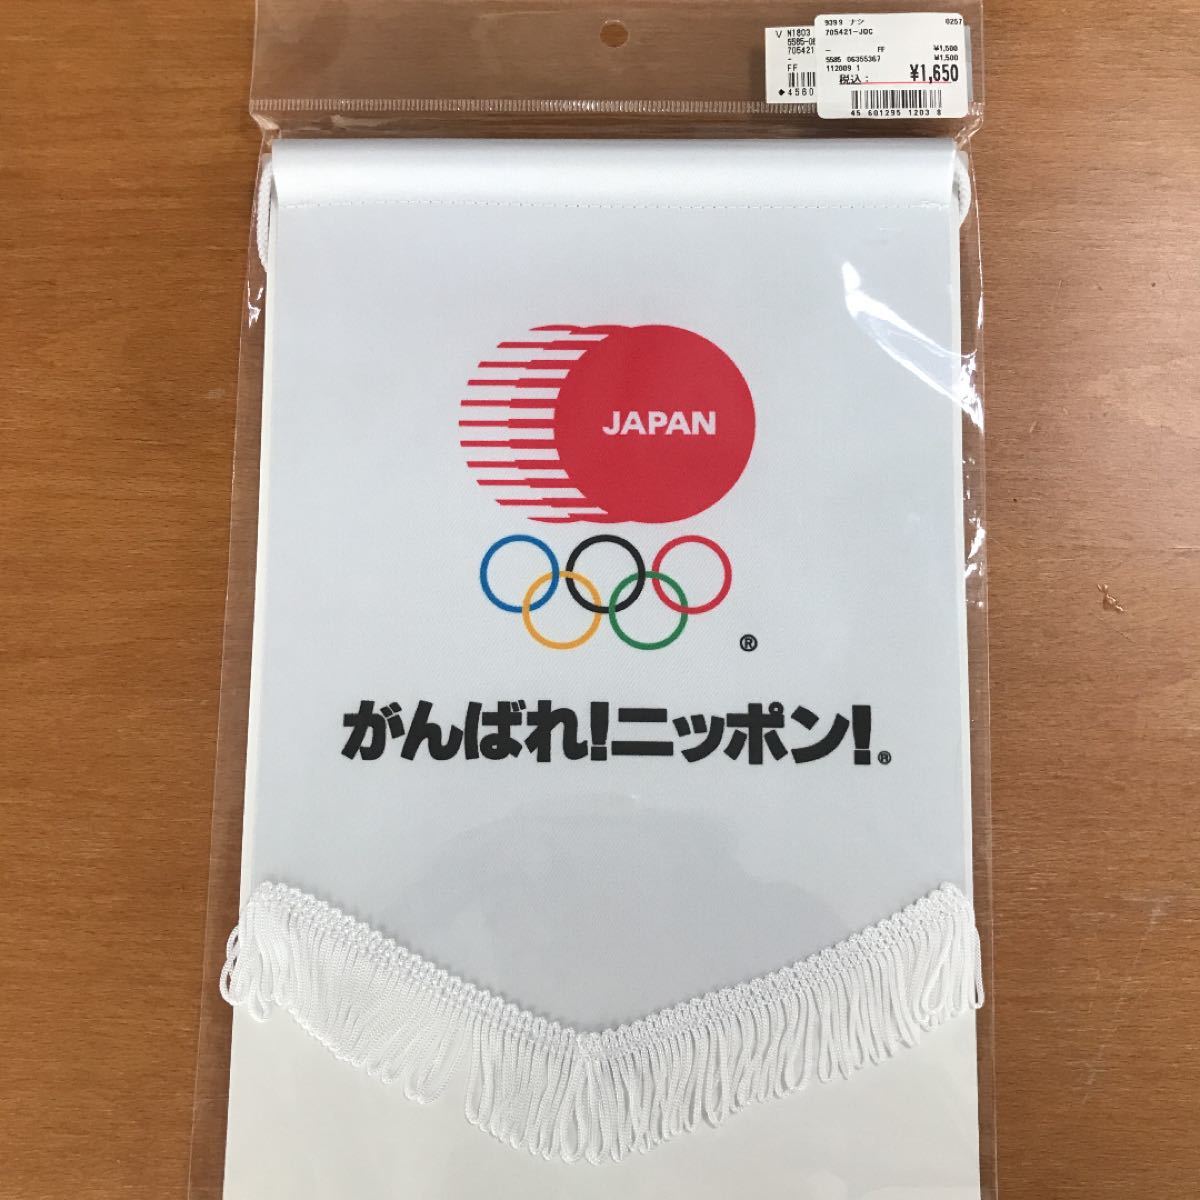 V N1803
5585-06
705421
-
FF
◆4560
9399 ナシ 0257
705421-JOC
- FF ¥1,500
5585 06355367 ¥1,500
112009 1
税込: ¥1,650
45 601295 1203 8
JAPAN
®
がんばれ!ニッポン!®